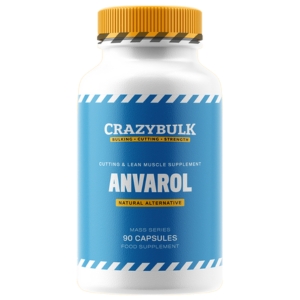 CRAZYBULK
BULKING • CUTTING • STRENGTH
CUTTING & LEAN MUSCLE SUPPLEMENT
ANVAROL
NATURAL ALTERNATIVE
MASS SERIES
90 CAPSULES
FOOD SUPPLEMENT